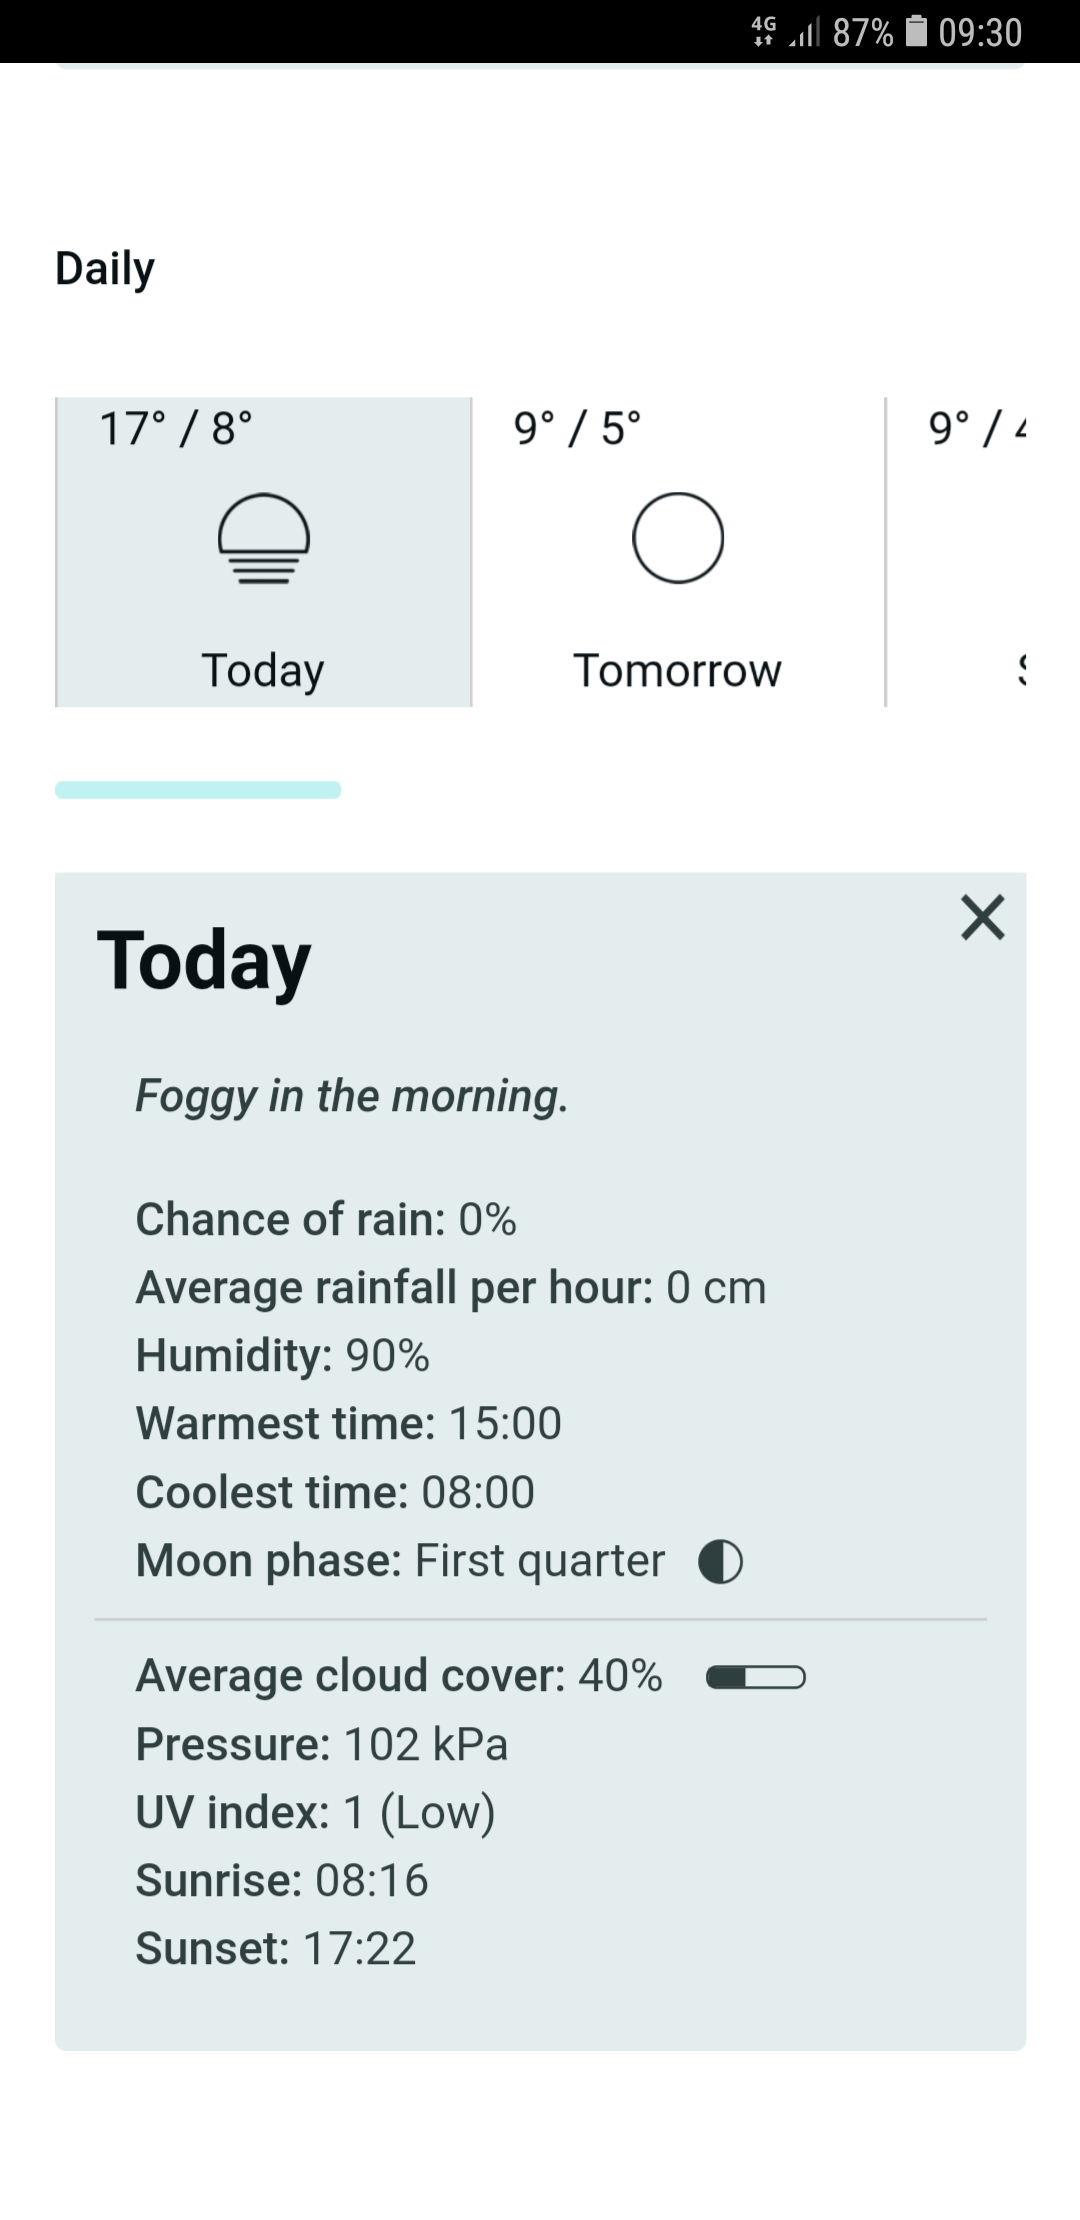 4G 87% 09:30
Daily
17° / 8°
9° / 5°
9° /
Today
Tomorrow
Today
Foggy in the morning.
Chance of rain: 0%
Average rainfall per hour: 0 cm
Humidity: 90%
Warmest time: 15:00
Coolest time: 08:00
Moon phase: First quarter
Average cloud cover: 40%
Pressure: 102 kPa
UV index: 1 (Low)
Sunrise: 08:16
Sunset: 17:22